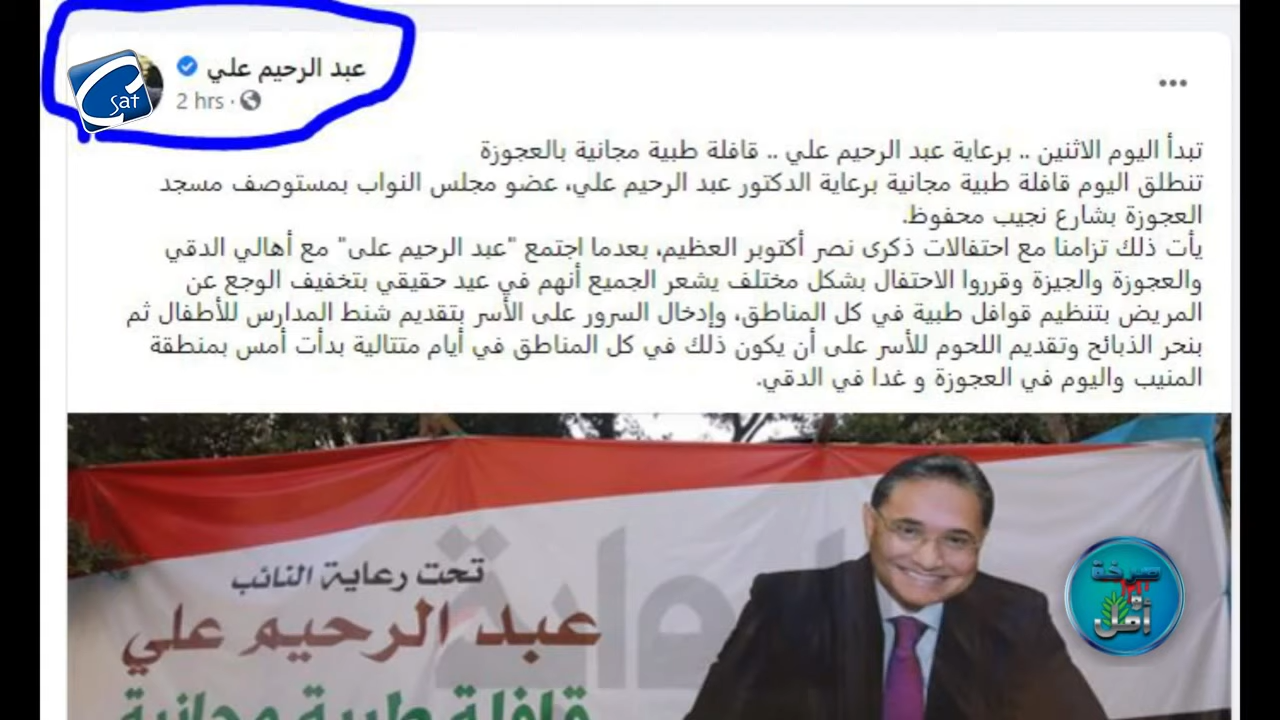 عبد الرحيم علي
2 hrs ·
C sat
تبدأ اليوم الاثنين .. برعاية عبد الرحيم علي .. قافلة طبية مجانية بالعجوزة
تنطلق اليوم قافلة طبية مجانية برعاية الدكتور عبد الرحيم علي، عضو مجلس النواب بمستوصف مسجد
العجوزة بشارع نجيب محفوظ.
يأت ذلك تزامنا مع احتفالات ذكرى نصر أكتوبر العظيم، بعدما اجتمع "عبد الرحيم على" مع أهالي الدقي
والعجوزة والجيزة وقرروا الاحتفال بشكل مختلف يشعر الجميع أنهم في عيد حقيقي بتخفيف الوجع عن
المريض بتنظيم قوافل طبية في كل المناطق، وإدخال السرور على الأسر بتقديم شنط المدارس للأطفال ثم
بنحر الذبائح وتقديم اللحوم للأسر على أن يكون ذلك في كل المناطق في أيام متتالية بدأت أمس بمنطقة
المنيب واليوم في العجوزة و غدا في الدقي.
تحت رعاية النائب
عبد الرحيم علي
قافلة طبية مجانية
صرخة
أمل